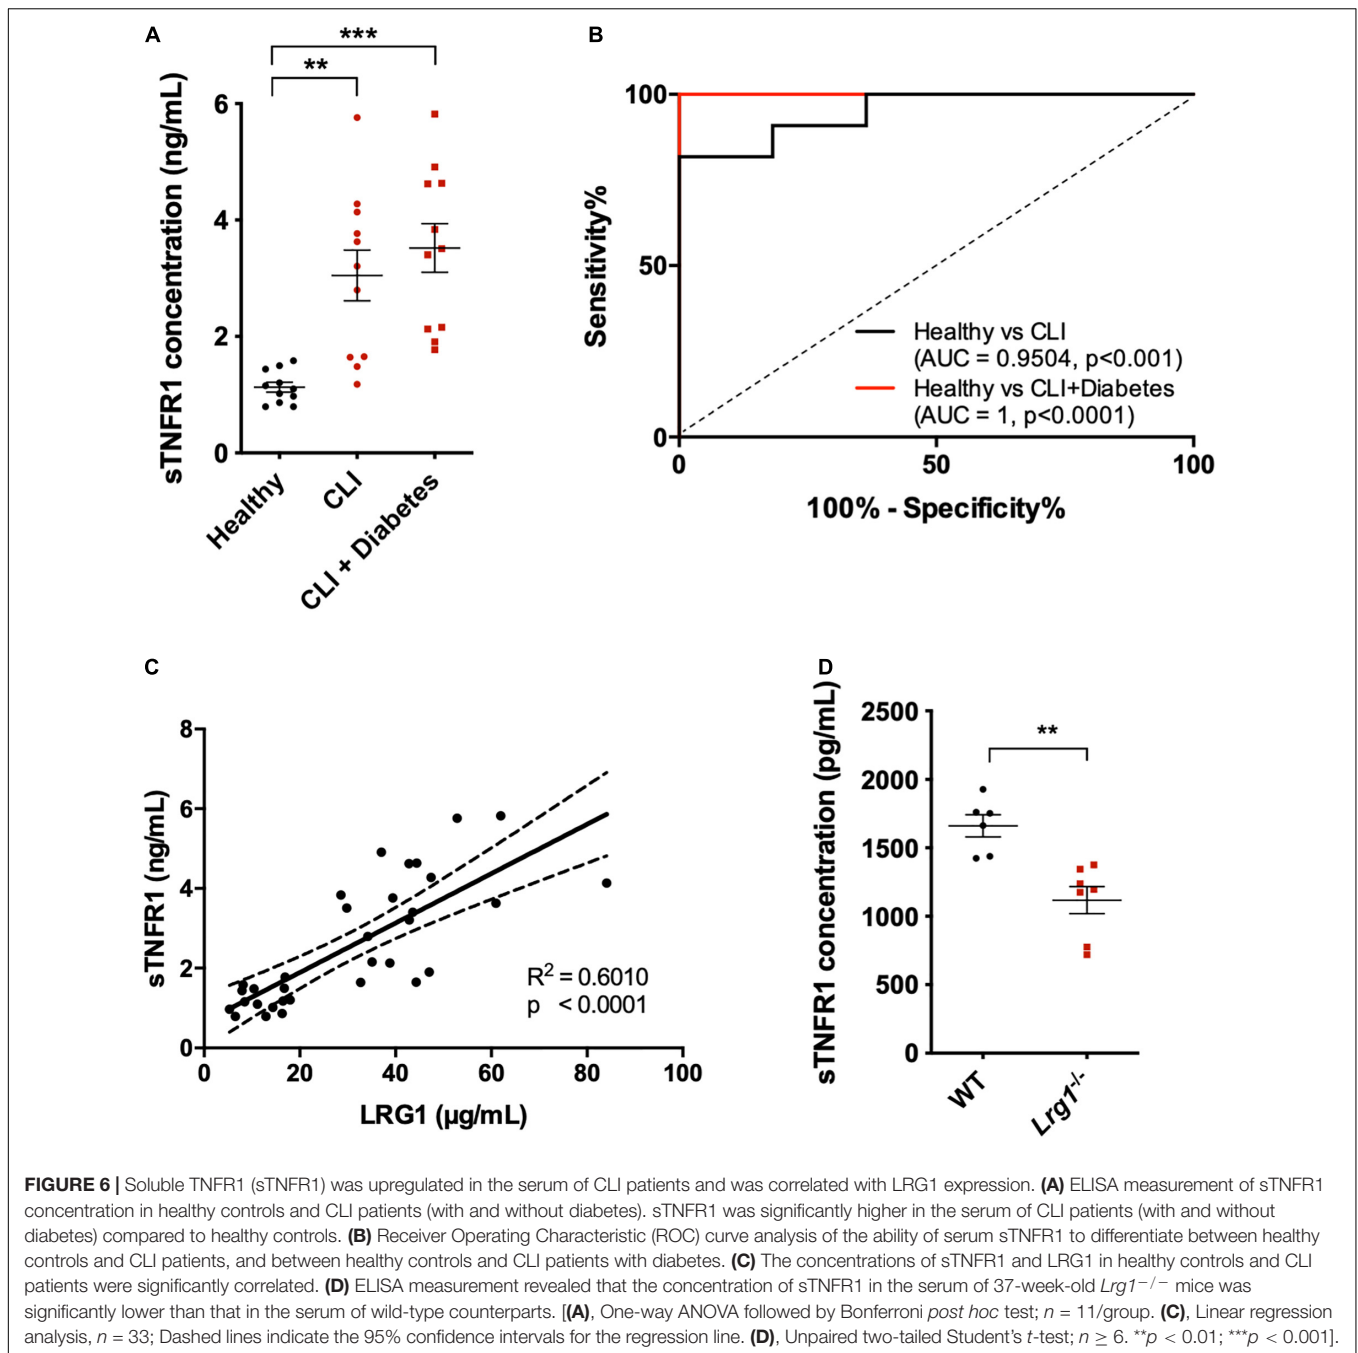 A
***
**
sTNFR1 concentration (ng/mL)
6
4
2
0
Healthy
CLI
CLI + Diabetes
B
Sensitivity%
100
50
0
Healthy vs CLI
(AUC = 0.9504, p<0.001)
Healthy vs CLI+Diabetes
(AUC = 1, p<0.0001)
0
50
100
100% - Specificity%
C
sTNFR1 (ng/mL)
8
6
4
2
0
R² = 0.6010
p < 0.0001
0
20
40
60
80
100
LRG1 (µg/mL)
D
sTNFR1 concentration (pg/mL)
2500
2000
1500
1000
500
0
**
WT
Lrg1-/-
FIGURE 6 | Soluble TNFR1 (sTNFR1) was upregulated in the serum of CLI patients and was correlated with LRG1 expression. (A) ELISA measurement of sTNFR1
concentration in healthy controls and CLI patients (with and without diabetes). sTNFR1 was significantly higher in the serum of CLI patients (with and without
diabetes) compared to healthy controls. (B) Receiver Operating Characteristic (ROC) curve analysis of the ability of serum sTNFR1 to differentiate between healthy
controls and CLI patients, and between healthy controls and CLI patients with diabetes. (C) The concentrations of sTNFR1 and LRG1 in healthy controls and CLI
patients were significantly correlated. (D) ELISA measurement revealed that the concentration of sTNFR1 in the serum of 37-week-old Lrg1−/− mice was
significantly lower than that in the serum of wild-type counterparts. [(A), One-way ANOVA followed by Bonferroni post hoc test; n = 11/group. (C), Linear regression
analysis, n = 33; Dashed lines indicate the 95% confidence intervals for the regression line. (D), Unpaired two-tailed Student's t-test; n ≥ 6. **p < 0.01; ***p < 0.001].